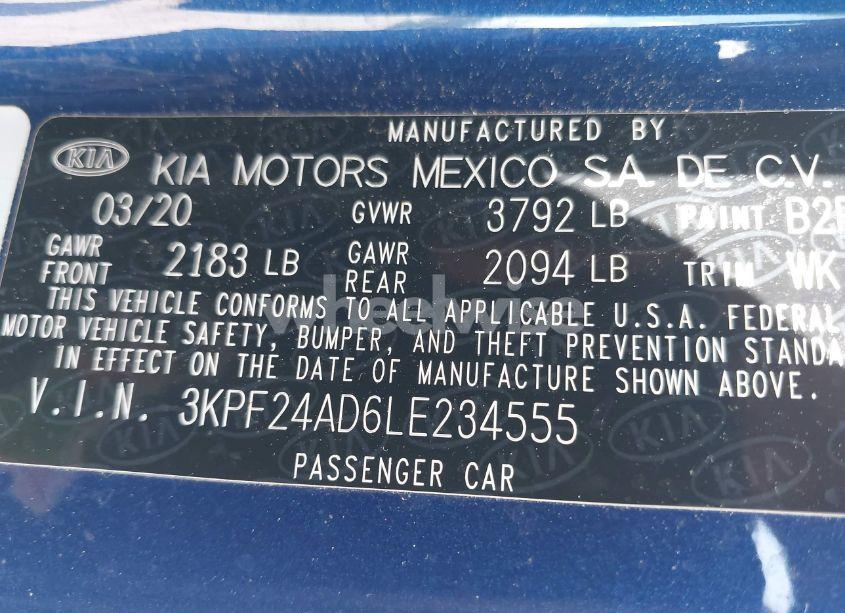 MANUFACTURED BY
KIA KIA MOTORS MEXICO S.A. DE C.V.
03/20 GVWR 3792 LB PAINT
GAWR FRONT 2183 LB GAWR REAR 2094 LB TRIM WK
THIS VEHICLE CONFORMS TO ALL APPLICABLE U.S.A. FEDERAL
MOTOR VEHICLE SAFETY, BUMPER, AND THEFT PREVENTION STANDA
IN EFFECT ON THE DATE OF MANUFACTURE SHOWN ABOVE.
V.I.N. 3KPF24AD6LE234555
PASSENGER CAR